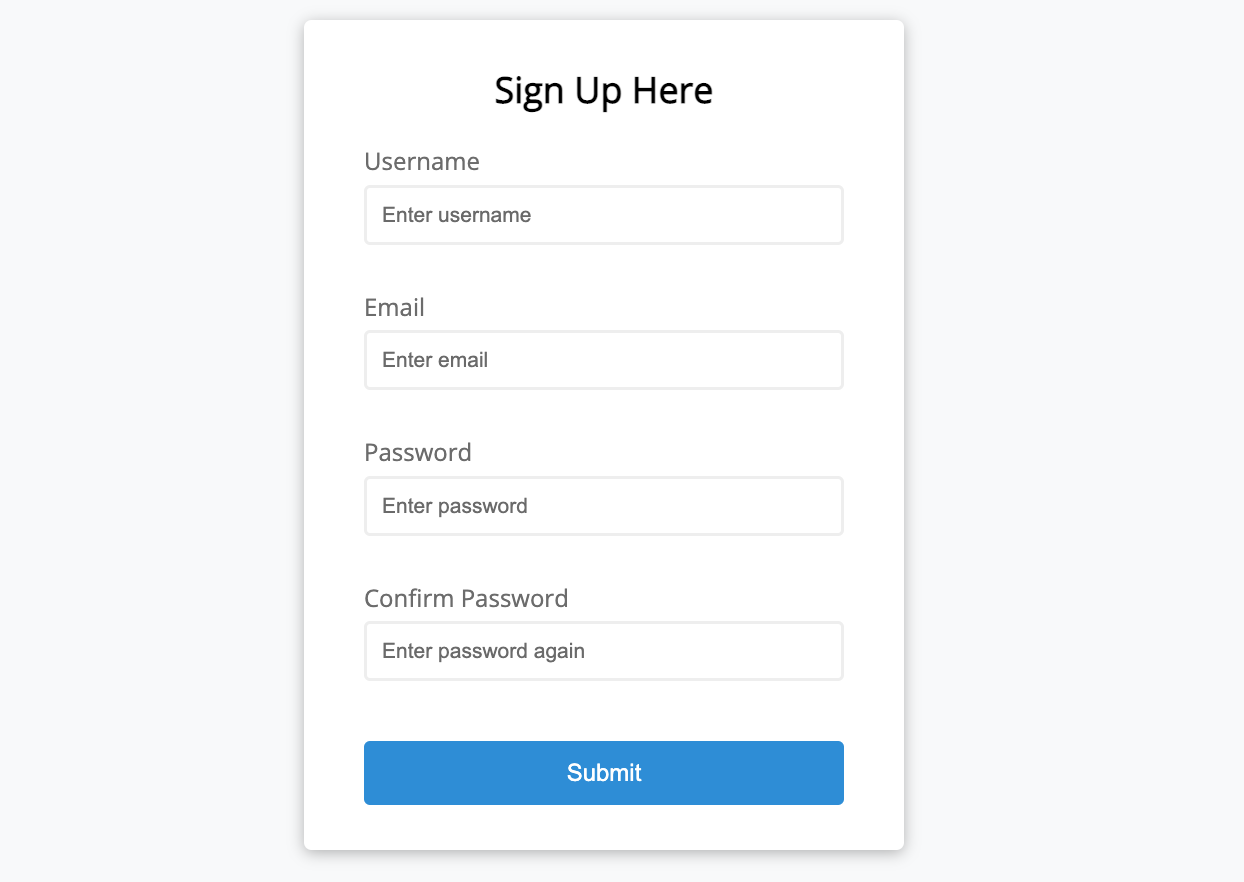 Sign Up Here
Username
Enter username
Email
Enter email
Password
Enter password
Confirm Password
Enter password again
Submit